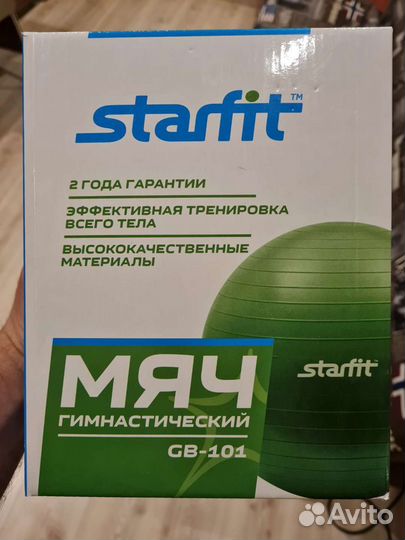 starfit™
2 ГОДА ГАРАНТИИ
ЭФФЕКТИВНАЯ ТРЕНИРОВКА
ВСЕГО ТЕЛА
ВЫСОКОКАЧЕСТВЕННЫЕ
МАТЕРИАЛЫ
starfit
МЯЧ
ГИМНАСТИЧЕСКИЙ
GB-101
Avito